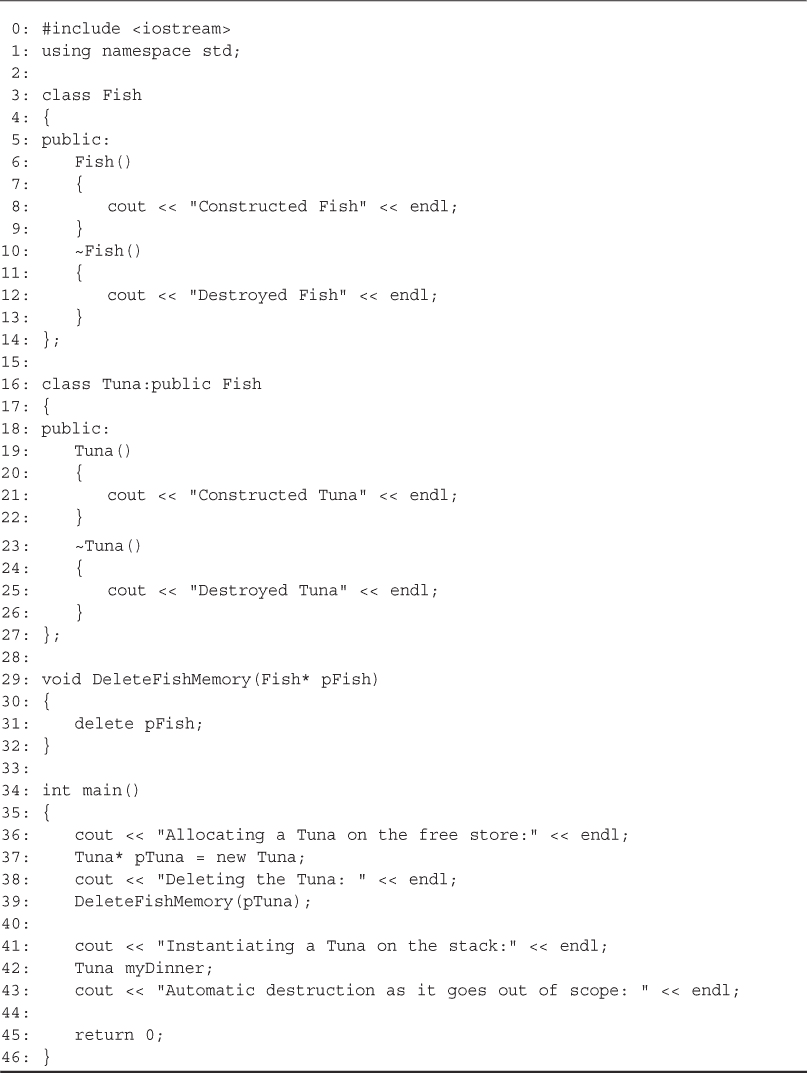 0: #include <iostream>
1: using namespace std;
2:
3: class Fish
4: {
5: public:
6:    Fish()
7:    {
8:       cout << "Constructed Fish" << endl;
9:    }
10:    ~Fish()
11:    {
12:       cout << "Destroyed Fish" << endl;
13:    }
14: };
15:
16: class Tuna:public Fish
17: {
18: public:
19:    Tuna()
20:    {
21:       cout << "Constructed Tuna" << endl;
22:    }
23:    ~Tuna()
24:    {
25:       cout << "Destroyed Tuna" << endl;
26:    }
27: };
28:
29: void DeleteFishMemory(Fish* pFish)
30: {
31:    delete pFish;
32: }
33:
34: int main()
35: {
36:    cout << "Allocating a Tuna on the free store:" << endl;
37:    Tuna* pTuna = new Tuna;
38:    cout << "Deleting the Tuna: " << endl;
39:    DeleteFishMemory(pTuna);
40:
41:    cout << "Instantiating a Tuna on the stack:" << endl;
42:    Tuna myDinner;
43:    cout << "Automatic destruction as it goes out of scope: " << endl;
44:
45:    return 0;
46: }